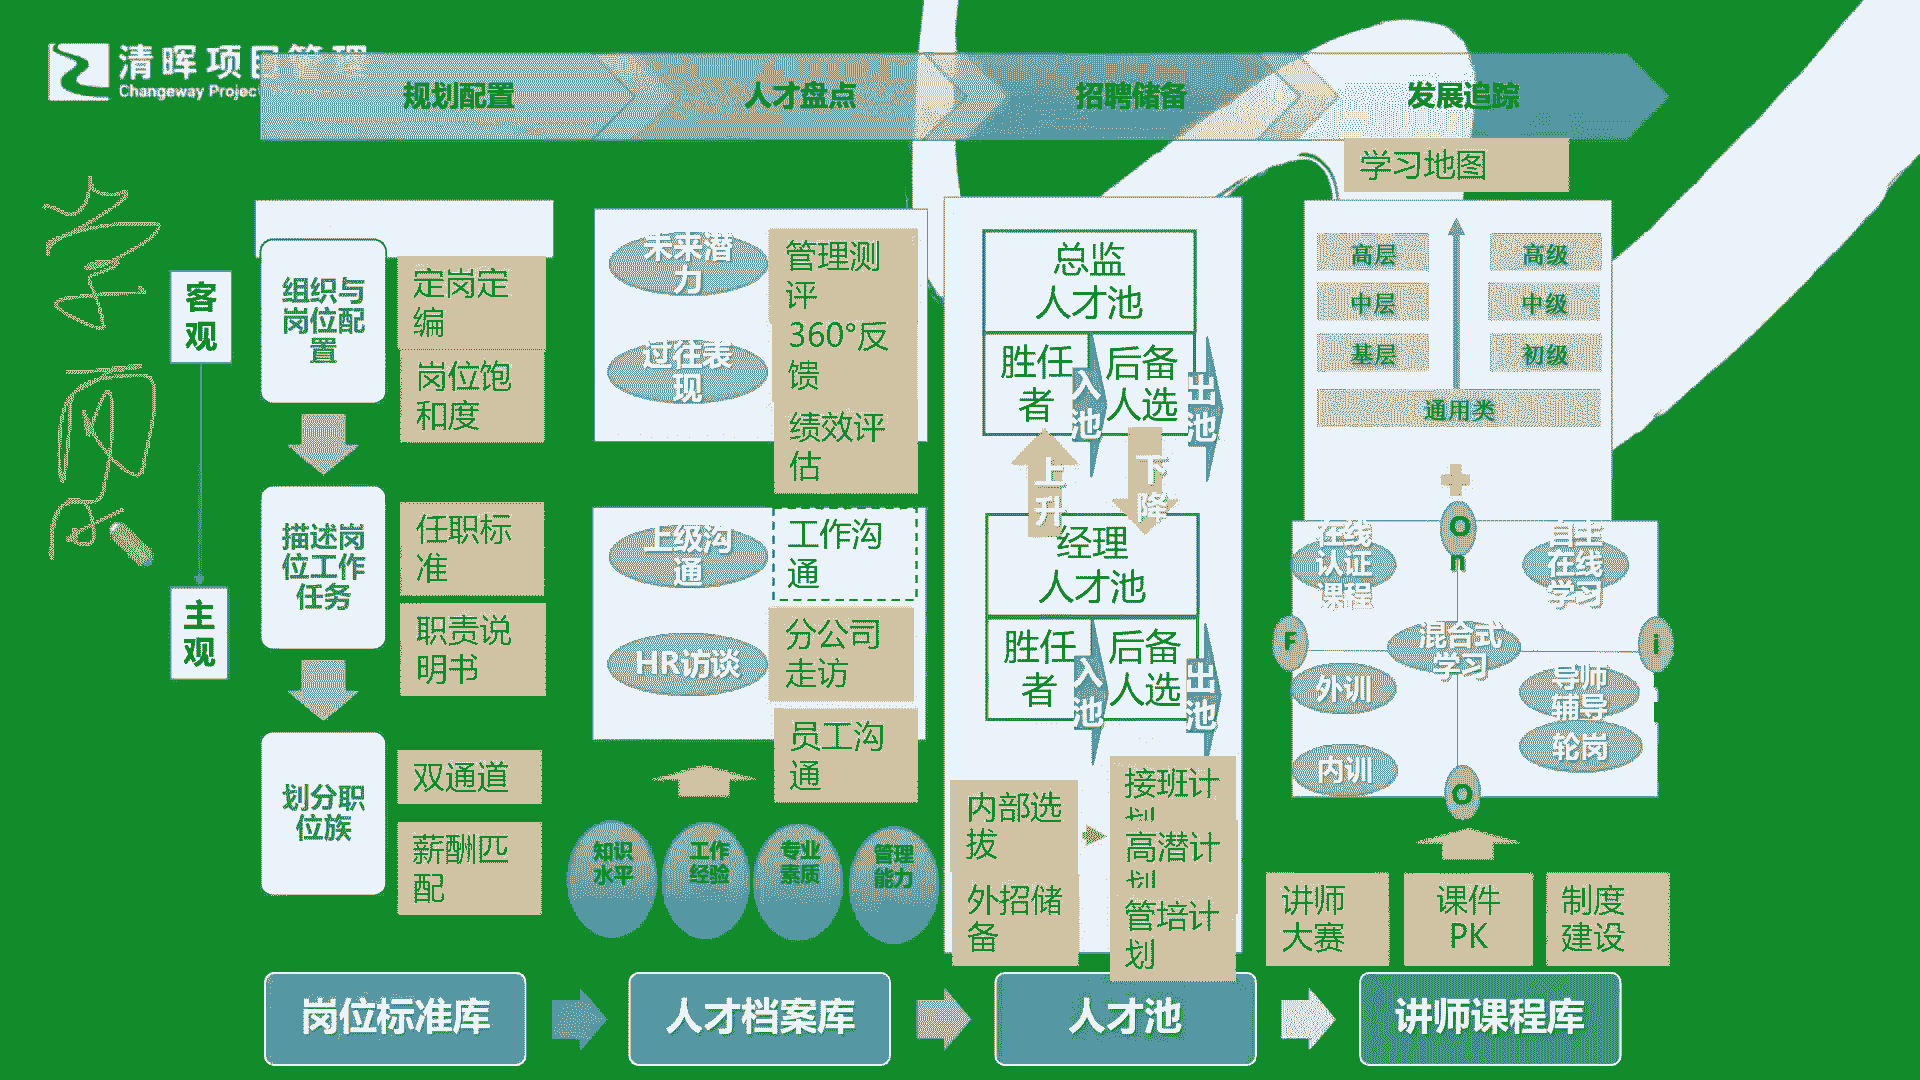 清晖项目管理
Changeway Projec
规划配置
人才盘点
招聘储备
发展追踪
学习地图
客
观
主
观
组织与
岗位配
置
定岗定
编
岗位饱
和度
描述岗
位工作
任务
任职标
准
职责说
明书
划分职
位族
双通道
薪酬匹
配
未来潜
力
过往表
现
管理测
评
360°反
馈
绩效评
估
上级沟
通
HR访谈
工作沟
通
分公司
走访
员工沟
通
知识
水平
工作
经验
专业
素质
管理
能力
总监
人才池
胜任
者
入
池
后备
人选
出
池
上
升
下
降
经理
人才池
胜任
者
入
池
后备
人选
出
池
内部选
拔
外招储
备
接班计
划
高潜计
划
管培计
划
高层
高级
中层
中级
基层
初级
通用类
O
n
在线
认证
课程
自主
在线
学习
F
混合式
学习
i
外训
导师
辅导
轮岗
内训
O
讲师
大赛
课件
PK
制度
建设
岗位标准库
人才档案库
人才池
讲师课程库